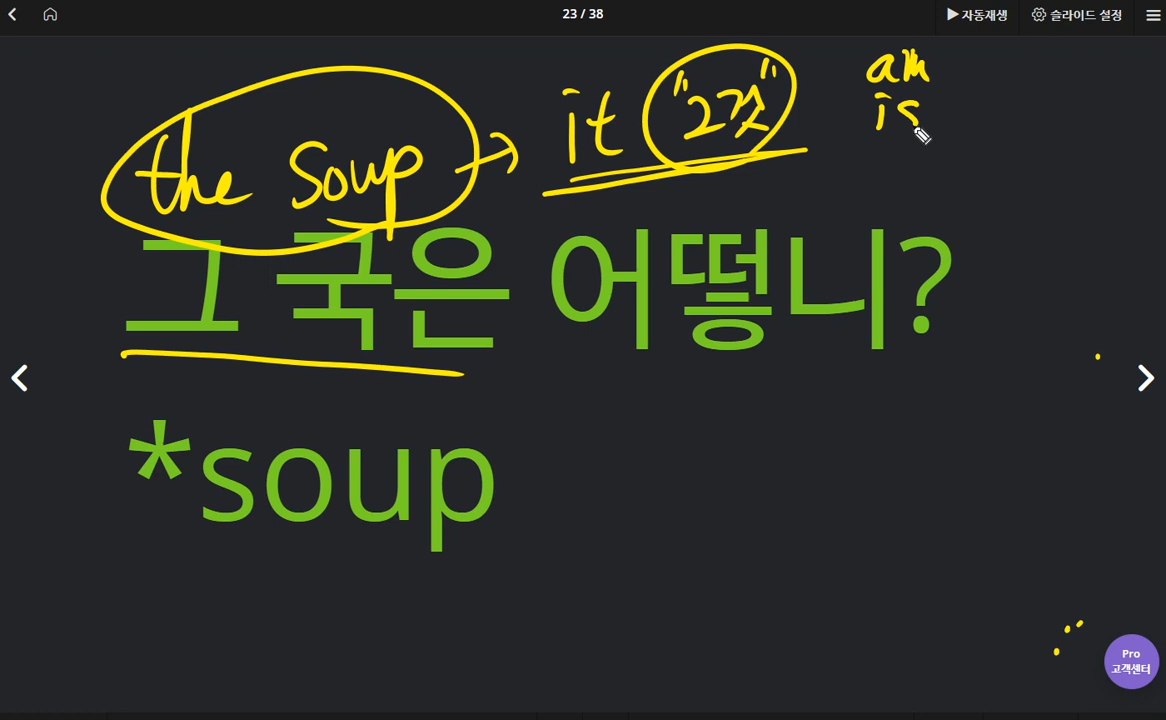 23 / 38
자동재생
슬라이드 설정
am
is
the soup → it "그것"
그 국은 어떻니?
*soup
Pro
고객센터